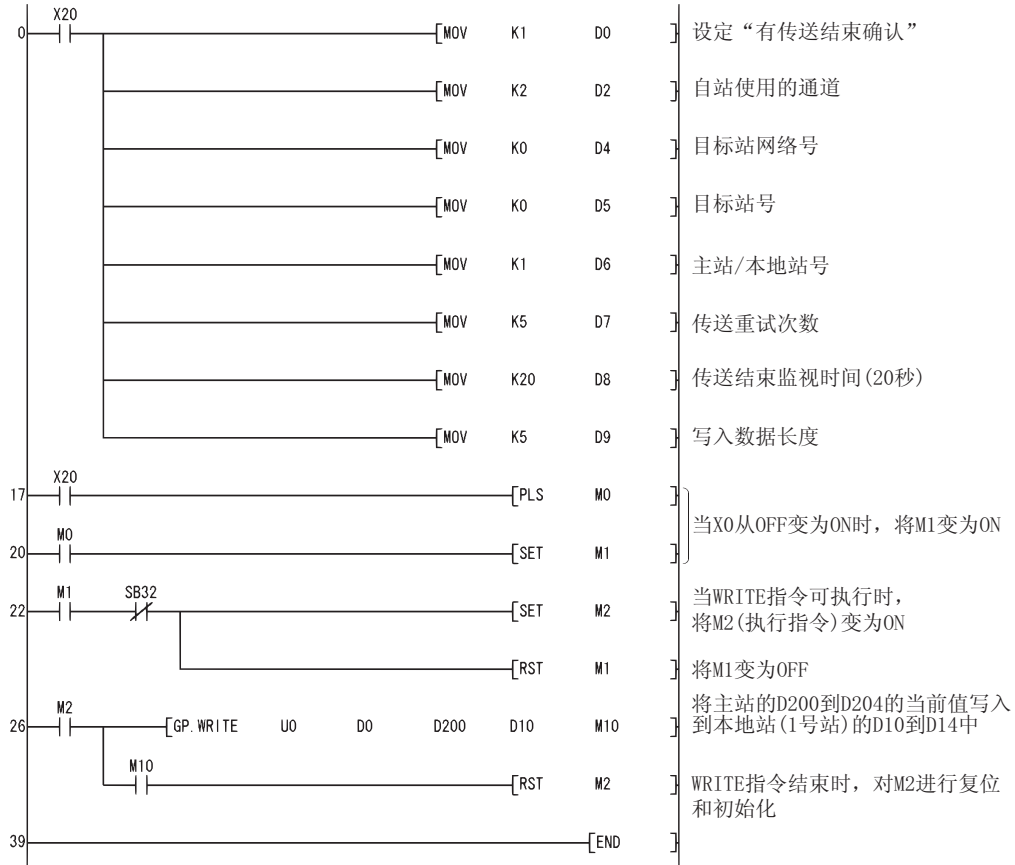 X20
0 [MOV K1 D0 ] 设定“有传送结束确认”
[MOV K2 D2 ] 自站使用的通道
[MOV K0 D4 ] 目标站网络号
[MOV K0 D5 ] 目标站号
[MOV K1 D6 ] 主站/本地站号
[MOV K5 D7 ] 传送重试次数
[MOV K20 D8 ] 传送结束监视时间(20秒)
[MOV K5 D9 ] 写入数据长度
X20
17 [PLS M0 ]
当X0从OFF变为ON时，将M1变为ON
M0
20 [SET M1 ]
M1 SB32
22 [SET M2 ] 当WRITE指令可执行时，
将M2(执行指令)变为ON
[RST M1 ] 将M1变为OFF
M2
26 [GP.WRITE U0 D0 D200 D10 M10 ] 将主站的D200到D204的当前值写入
到本地站(1号站)的D10到D14中
M10
[RST M2 ] WRITE指令结束时，对M2进行复位
和初始化
39 [END ]